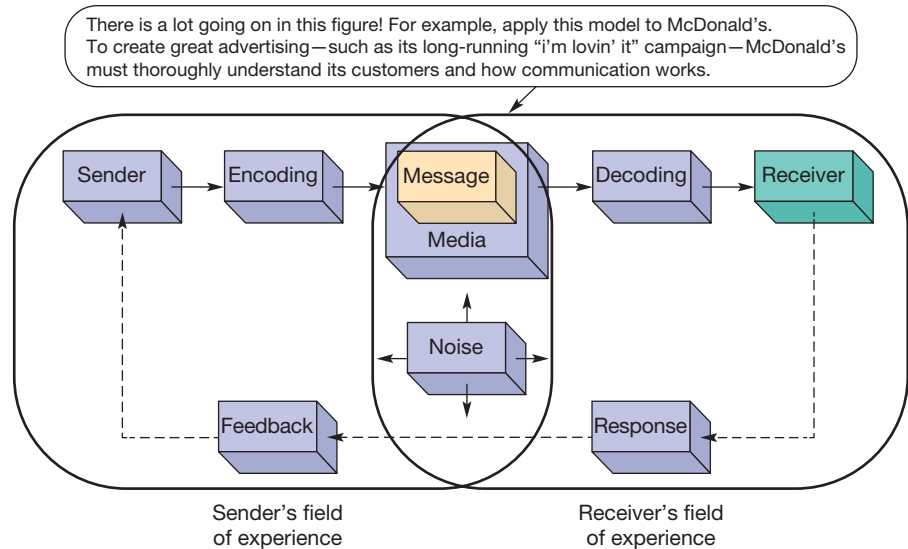 There is a lot going on in this figure! For example, apply this model to McDonald's.
To create great advertising—such as its long-running “i'm lovin' it” campaign—McDonald's
must thoroughly understand its customers and how communication works.
Sender
Encoding
Message
Media
Decoding
Receiver
Noise
Feedback
Response
Sender's field
of experience
Receiver's field
of experience